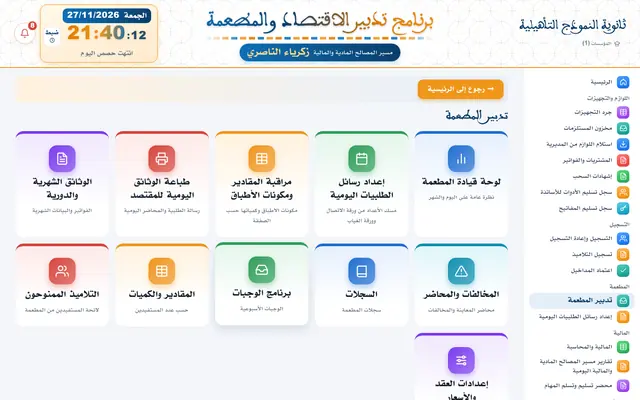 ثانوية النموذج التأهيلية
المؤسسات (1)
برنامج تدبير الاقتصاد والمطعمة
مسير المصالح المادية والمالية: زكرياء الناصري
الجمعة 27/11/2026
21:40:12
ضبط
انتهت حصص اليوم
8
الرئيسية
اللوازم والتجهيزات
جرد التجهيزات
مخزون المستلزمات
استلام اللوازم من المديرية
المشتريات والفواتير
إشهادات السحب
سجل تسليم الأدوات للأساتذة
سجل تسليم المفاتيح
التسجيل
التسجيل وإعادة التسجيل
تسجيل التلاميذ
اعتماد المداخيل
المطعمة
تدبير المطعمة
إعداد رسائل الطلبيات اليومية
المالية
المالية والمحاسبة
تقارير مسير المصالح المادية والمالية اليومية
محضر تسليم وتسلم المهام
→ رجوع إلى الرئيسية
تدبير المطعمة
لوحة قيادة المطعمة
نظرة عامة على اليوم والشهر
إعداد رسائل الطلبيات اليومية
مسك الأعداد من ورقة الاتصال وورقة الغياب
مراقبة المقادير ومكونات الأطباق
مكونات الأطباق وكمياتها حسب الصفقة
طباعة الوثائق اليومية للمقتصد
رسالة الطلبية والمحاضر اليومية
الوثائق الشهرية والدورية
الفواتير والبيانات الشهرية
المخالفات والمحاضر
محاضر المعاينة والمخالفات
السجلات
سجلات المطعمة
برنامج الوجبات
الوجبات الأسبوعية
المقادير والكميات
حسب عدد المستفيدين
التلاميذ الممنوحون
لائحة المستفيدين من المطعمة
إعدادات العقد والأسعار